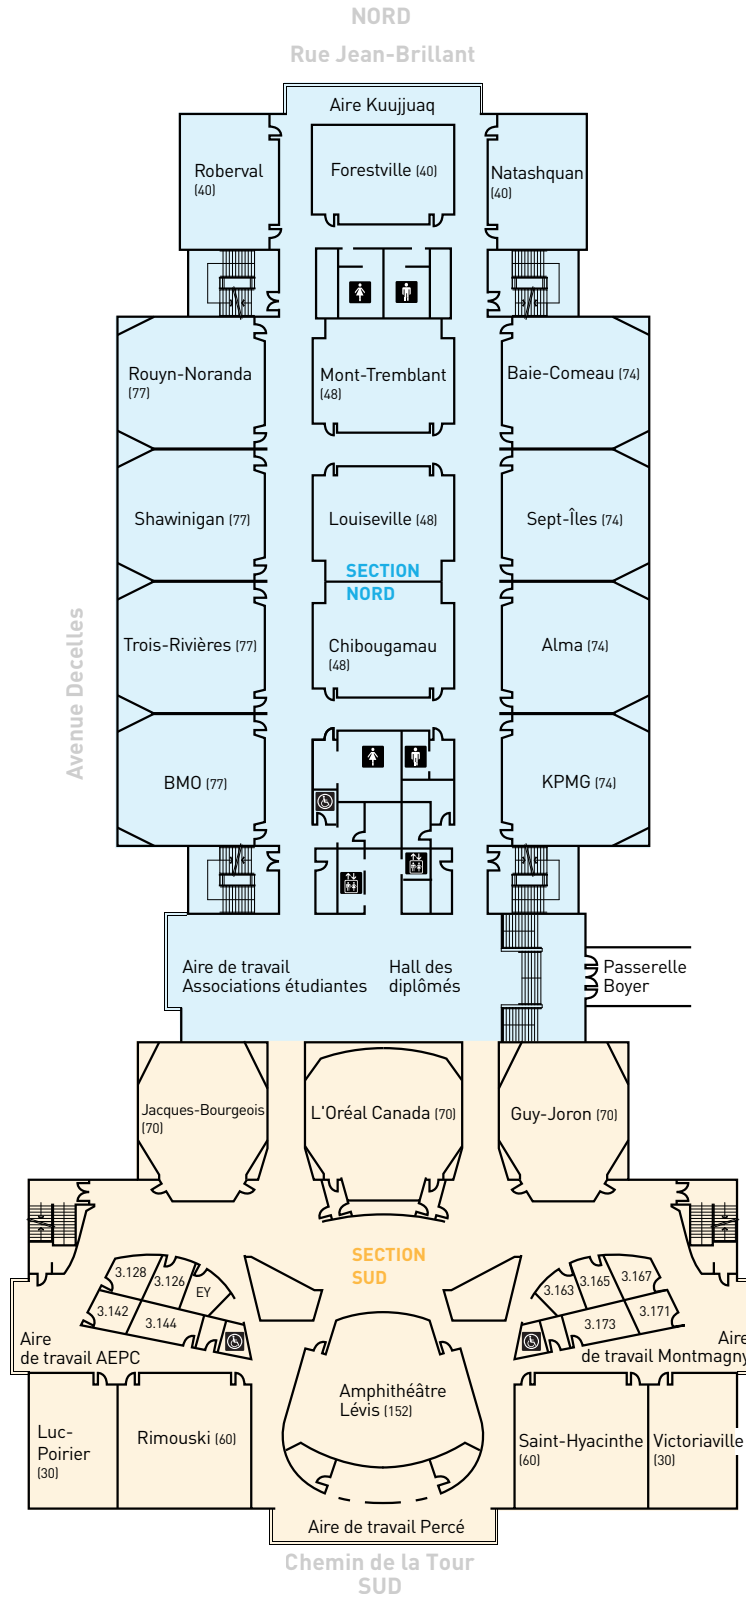 NORD
Rue Jean-Brillant
Aire Kuujjuaq
Roberval
(40)
Forestville (40)
Natashquan
(40)
Rouyn-Noranda
(77)
Mont-Tremblant
(48)
Baie-Comeau (74)
Shawinigan (77)
Louiseville (48)
Sept-Îles (74)
SECTION
NORD
Avenue Decelles
Trois-Rivières (77)
Chibougamau
(48)
Alma (74)
BMO (77)
KPMG (74)
Aire de travail
Associations étudiantes
Hall des
diplômés
Passerelle
Boyer
Jacques-Bourgeois
(70)
L'Oréal Canada (70)
Guy-Joron (70)
SECTION
SUD
3.128
3.126
EY
3.142
3.144
3.163
3.165
3.167
3.171
3.173
Aire
de travail AEPC
Aire
de travail Montmagny
Amphithéâtre
Lévis (152)
Luc-
Poirier
(30)
Rimouski (60)
Saint-Hyacinthe
(60)
Victoriaville
(30)
Aire de travail Percé
Chemin de la Tour
SUD